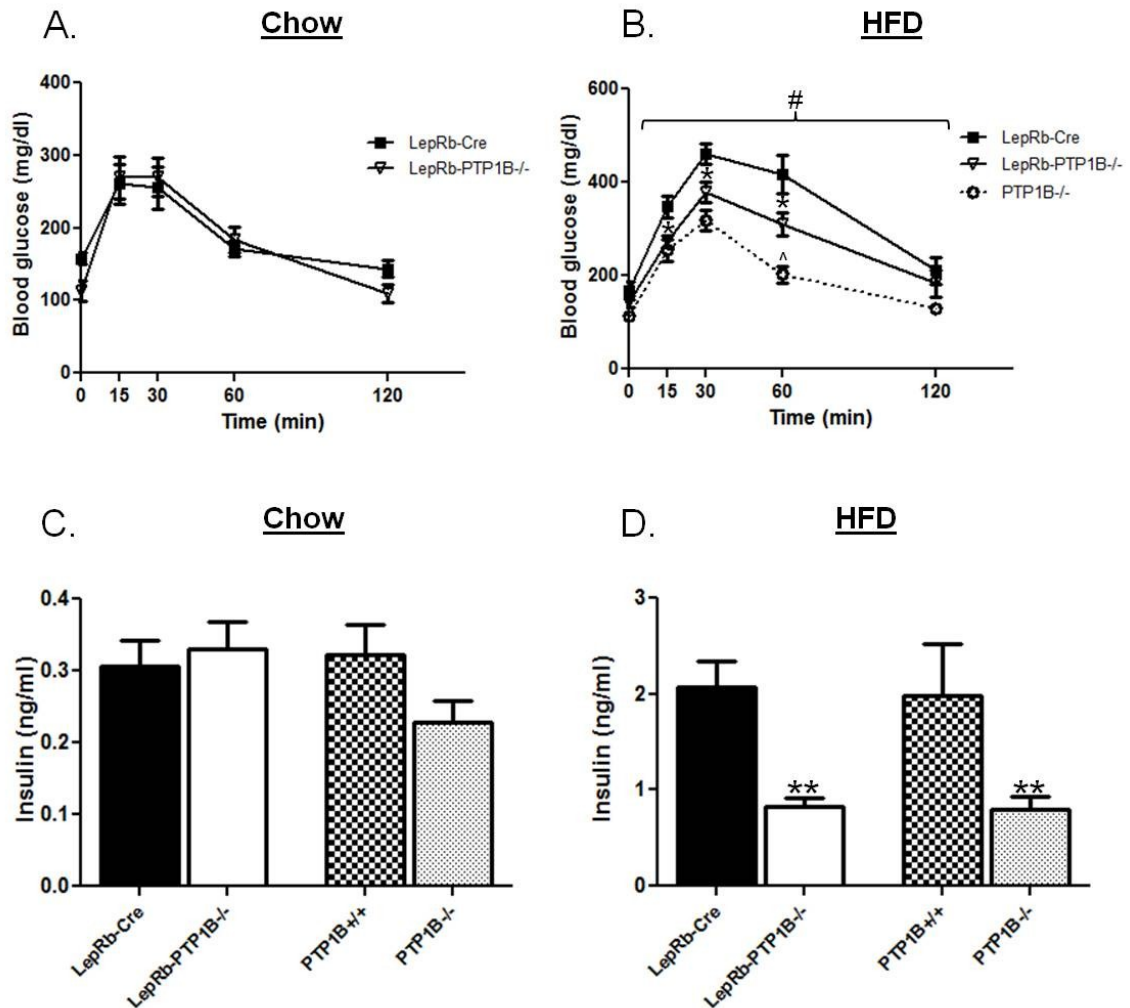 A.
Chow
Blood glucose (mg/dl)
400
300
200
100
0
0 15 30 60 120
Time (min)
LepRb-Cre
LepRb-PTP1B-/-
B.
HFD
Blood glucose (mg/dl)
600
400
200
0
#
*
*
*
^
0 15 30 60 120
Time (min)
LepRb-Cre
LepRb-PTP1B-/-
PTP1B-/-
C.
Chow
Insulin (ng/ml)
0.4
0.3
0.2
0.1
0.0
LepRb-Cre
LepRb-PTP1B-/-
PTP1B+/+
PTP1B-/-
D.
HFD
Insulin (ng/ml)
3
2
1
0
**
**
LepRb-Cre
LepRb-PTP1B-/-
PTP1B+/+
PTP1B-/-